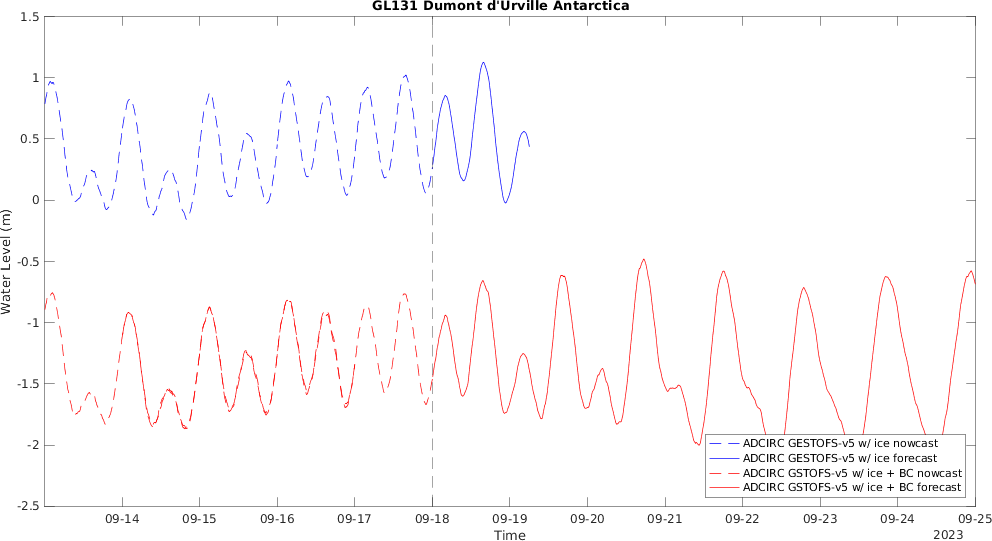 GL131 Dumont d'Urville Antarctica
Water Level (m)
1.5
1
0.5
0
-0.5
-1
-1.5
-2
-2.5
ADCIRC GESTOFS-v5 w/ ice nowcast
ADCIRC GESTOFS-v5 w/ ice forecast
ADCIRC GSTOFS-v5 w/ ice + BC nowcast
ADCIRC GSTOFS-v5 w/ ice + BC forecast
09-14 09-15 09-16 09-17 09-18 09-19 09-20 09-21 09-22 09-23 09-24 09-25
Time
2023